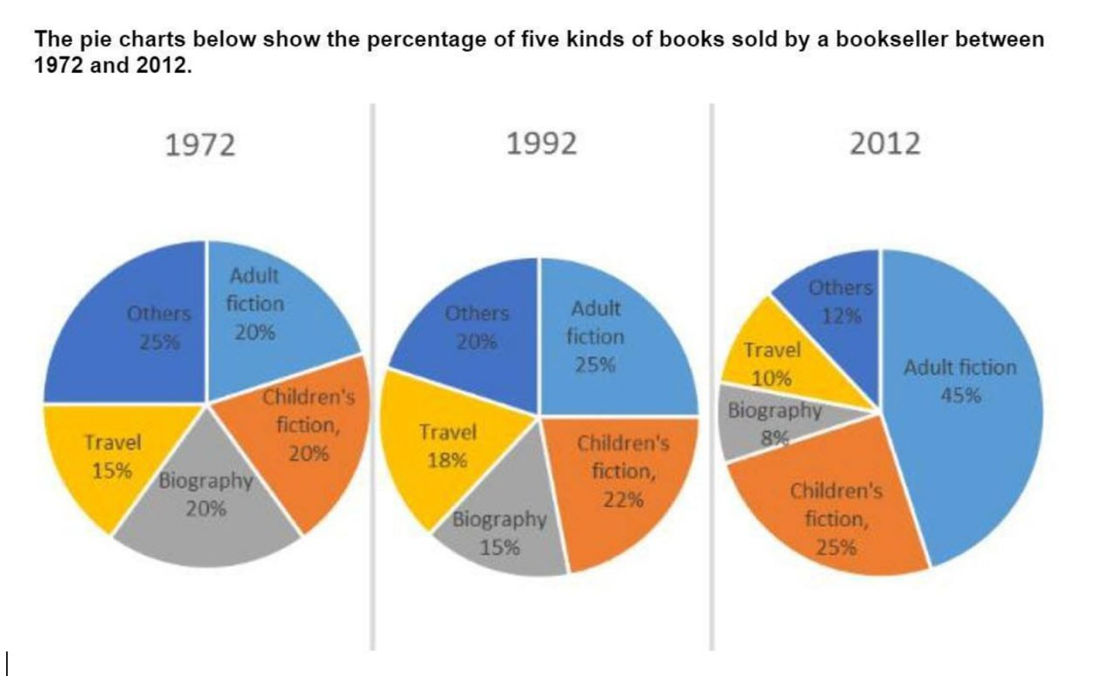 The pie charts below show the percentage of five kinds of books sold by a bookseller between
1972 and 2012.
1972
Adult
fiction
20%
Children's
fiction,
20%
Biography
20%
Travel
15%
Others
25%
1992
Adult
fiction
25%
Children's
fiction,
22%
Biography
15%
Travel
18%
Others
20%
2012
Adult fiction
45%
Children's
fiction,
25%
Biography
8%
Travel
10%
Others
12%